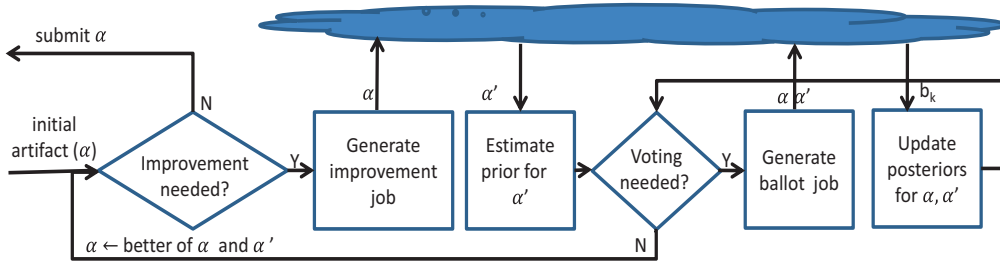 submit α
N
initial
artifact (α)
Improvement
needed?
Y
α
Generate
improvement
job
α’
Estimate
prior for
α’
Voting
needed?
Y
N
α α’
Generate
ballot job
b_k
Update
posteriors
for α, α’
α ← better of α and α’